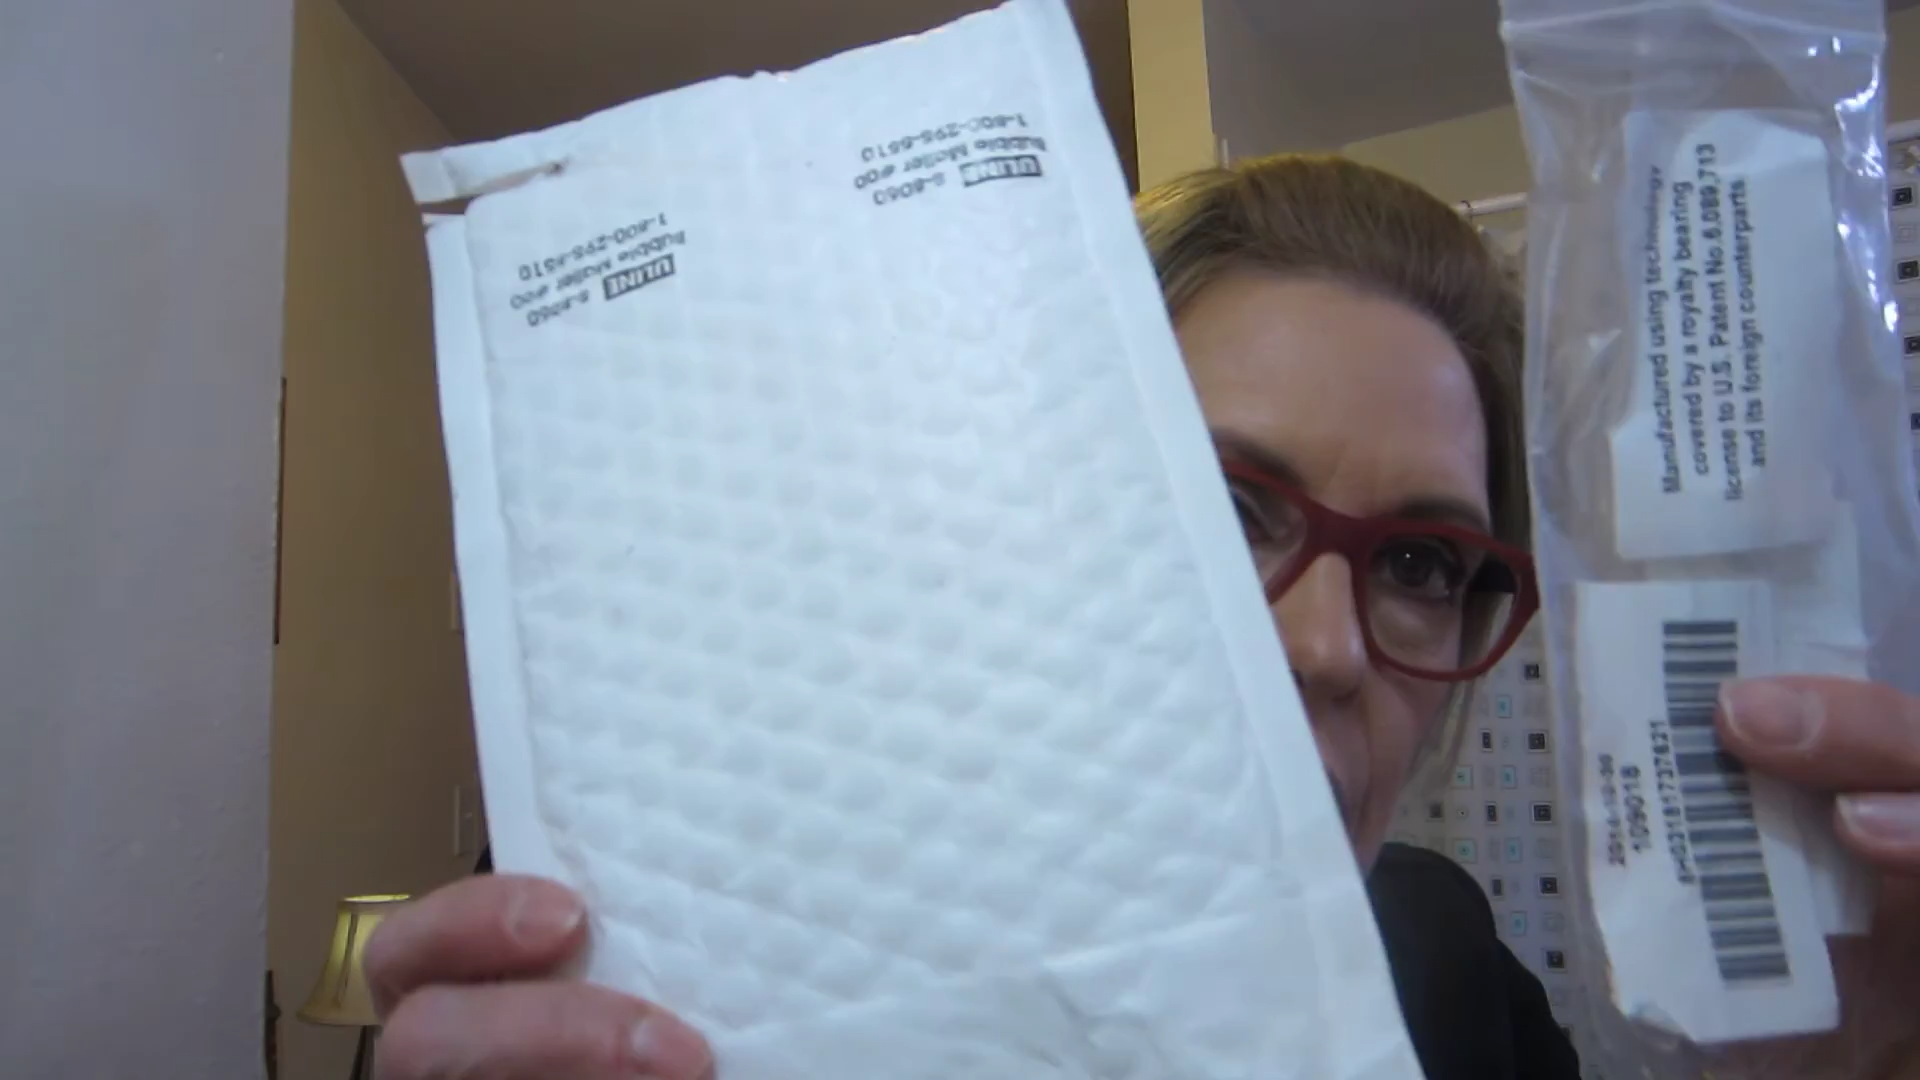 ULINE S-8060
Bubble Mailer #00
1-800-295-5510
ULINE S-8060
Bubble Mailer #00
1-800-295-5510
Manufactured using technology
covered by a royalty bearing
license to U.S. Patent No.6,089,713
and its foreign counterparts
109018